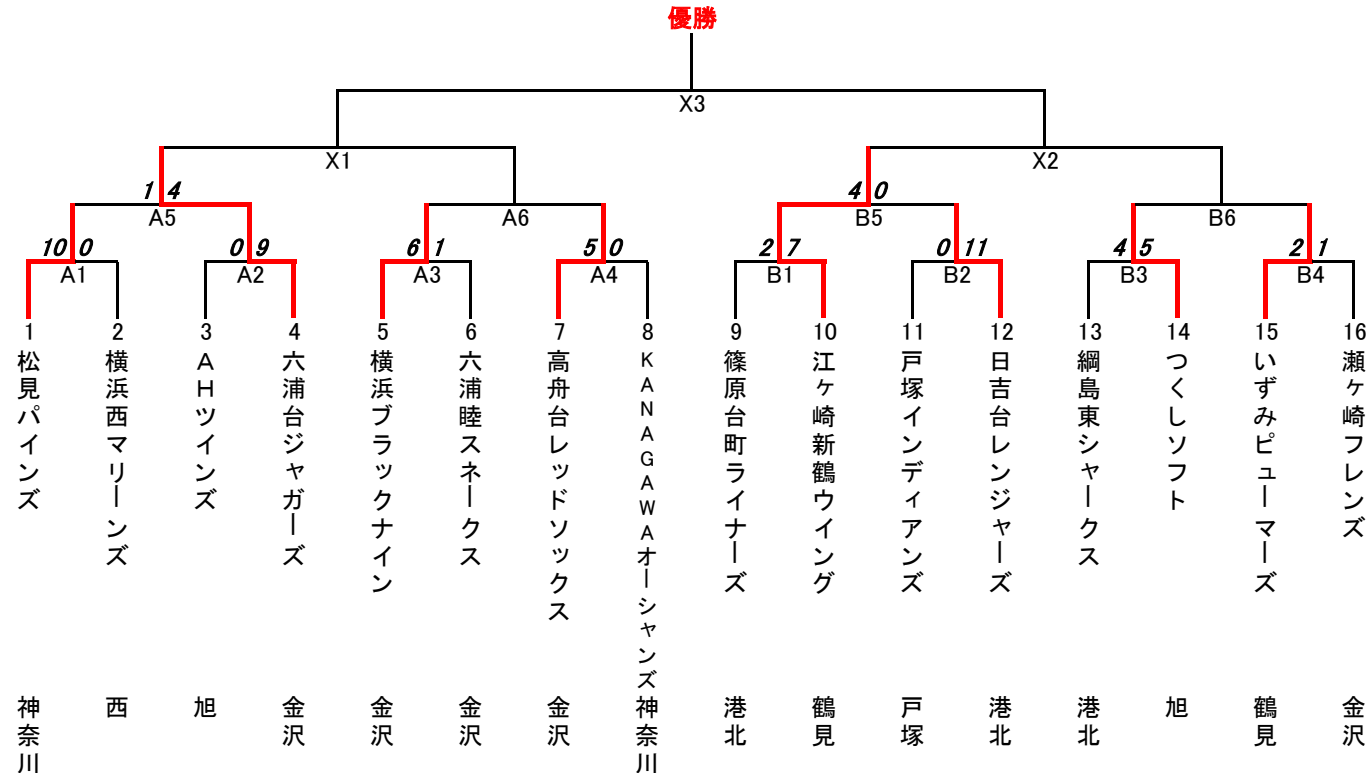 優勝
X3
X1
X2
1 4
4 0
A5
A6
B5
B6
10 0
0 9
6 1
5 0
2 7
0 11
4 5
2 1
A1
A2
A3
A4
B1
B2
B3
B4
1
2
3
4
5
6
7
8
9
10
11
12
13
14
15
16
松見パインズ
横浜西マリーンズ
AHツインズ
六浦台ジャガーズ
横浜ブラックナイン
六浦睦スネークス
高舟台レッドソックス
KANAGAWAオーシャンズ
篠原台町ライナーズ
江ヶ崎新鶴ウイング
戸塚インディアンズ
日吉台レンジャーズ
綱島東シャークス
つくしソフト
いずみピューマーズ
瀬ヶ崎フレンズ
神奈川
西
旭
金沢
金沢
金沢
金沢
神奈川
港北
鶴見
戸塚
港北
港北
旭
鶴見
金沢